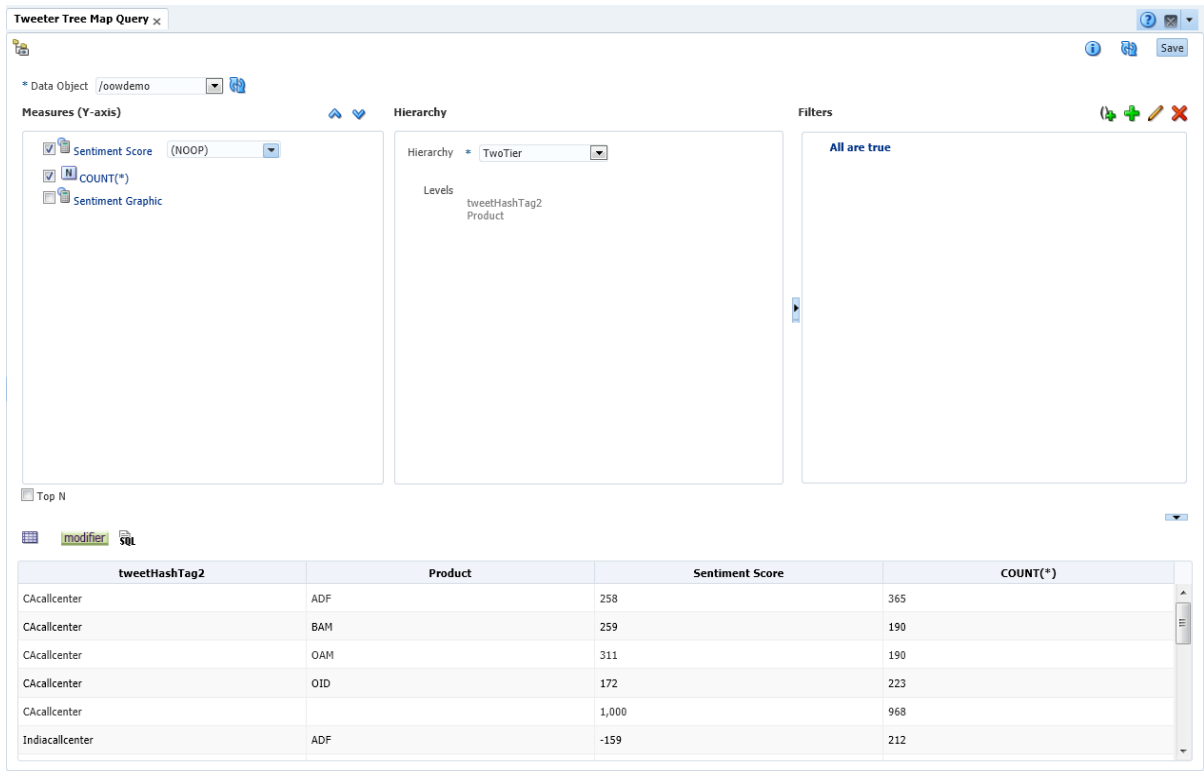 Tweeter Tree Map Query
Save
* Data Object /oowdemo
Measures (Y-axis)
Hierarchy
Filters
Sentiment Score (NOOP)
N COUNT(*)
Sentiment Graphic
Hierarchy * TwoTier
Levels
tweetHashTag2
Product
All are true
Top N
modifier SQL
tweetHashTag2 Product Sentiment Score COUNT(*)
CAcallcenter ADF 258 365
CAcallcenter BAM 259 190
CAcallcenter OAM 311 190
CAcallcenter OID 172 223
CAcallcenter 1,000 968
Indiacallcenter ADF -159 212